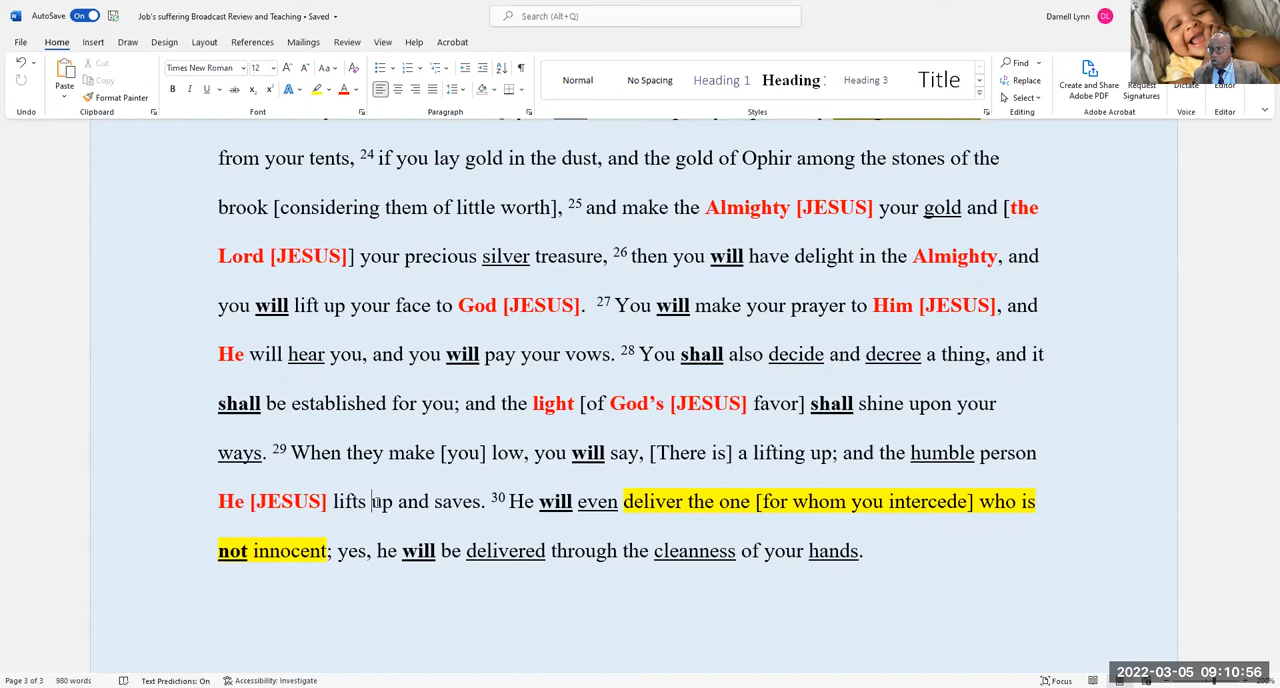 AutoSave On Job's suffering Broadcast Review and Teaching • Saved Search (Alt+Q) Darnell Lynn DL
File Home Insert Draw Design Layout References Mailings Review View Help Acrobat
Paste Cut Copy Format Painter Times New Roman 12 Normal No Spacing Heading 1 Heading Heading 3 Title Find Replace Select Create and Share Adobe PDF Request Signatures Dictate Editor
Undo Clipboard Font Paragraph Styles Editing Adobe Acrobat Voice Editor
from your tents, 24 if you lay gold in the dust, and the gold of Ophir among the stones of the
brook [considering them of little worth], 25 and make the Almighty [JESUS] your gold and [the
Lord [JESUS]] your precious silver treasure, 26 then you will have delight in the Almighty, and
you will lift up your face to God [JESUS]. 27 You will make your prayer to Him [JESUS], and
He will hear you, and you will pay your vows. 28 You shall also decide and decree a thing, and it
shall be established for you; and the light [of God’s [JESUS] favor] shall shine upon your
ways. 29 When they make [you] low, you will say, [There is] a lifting up; and the humble person
He [JESUS] lifts up and saves. 30 He will even deliver the one [for whom you intercede] who is
not innocent; yes, he will be delivered through the cleanness of your hands.
Page 3 of 3 980 words Text Predictions: On Accessibility: Investigate Focus 200%
2022-03-05 09:10:56